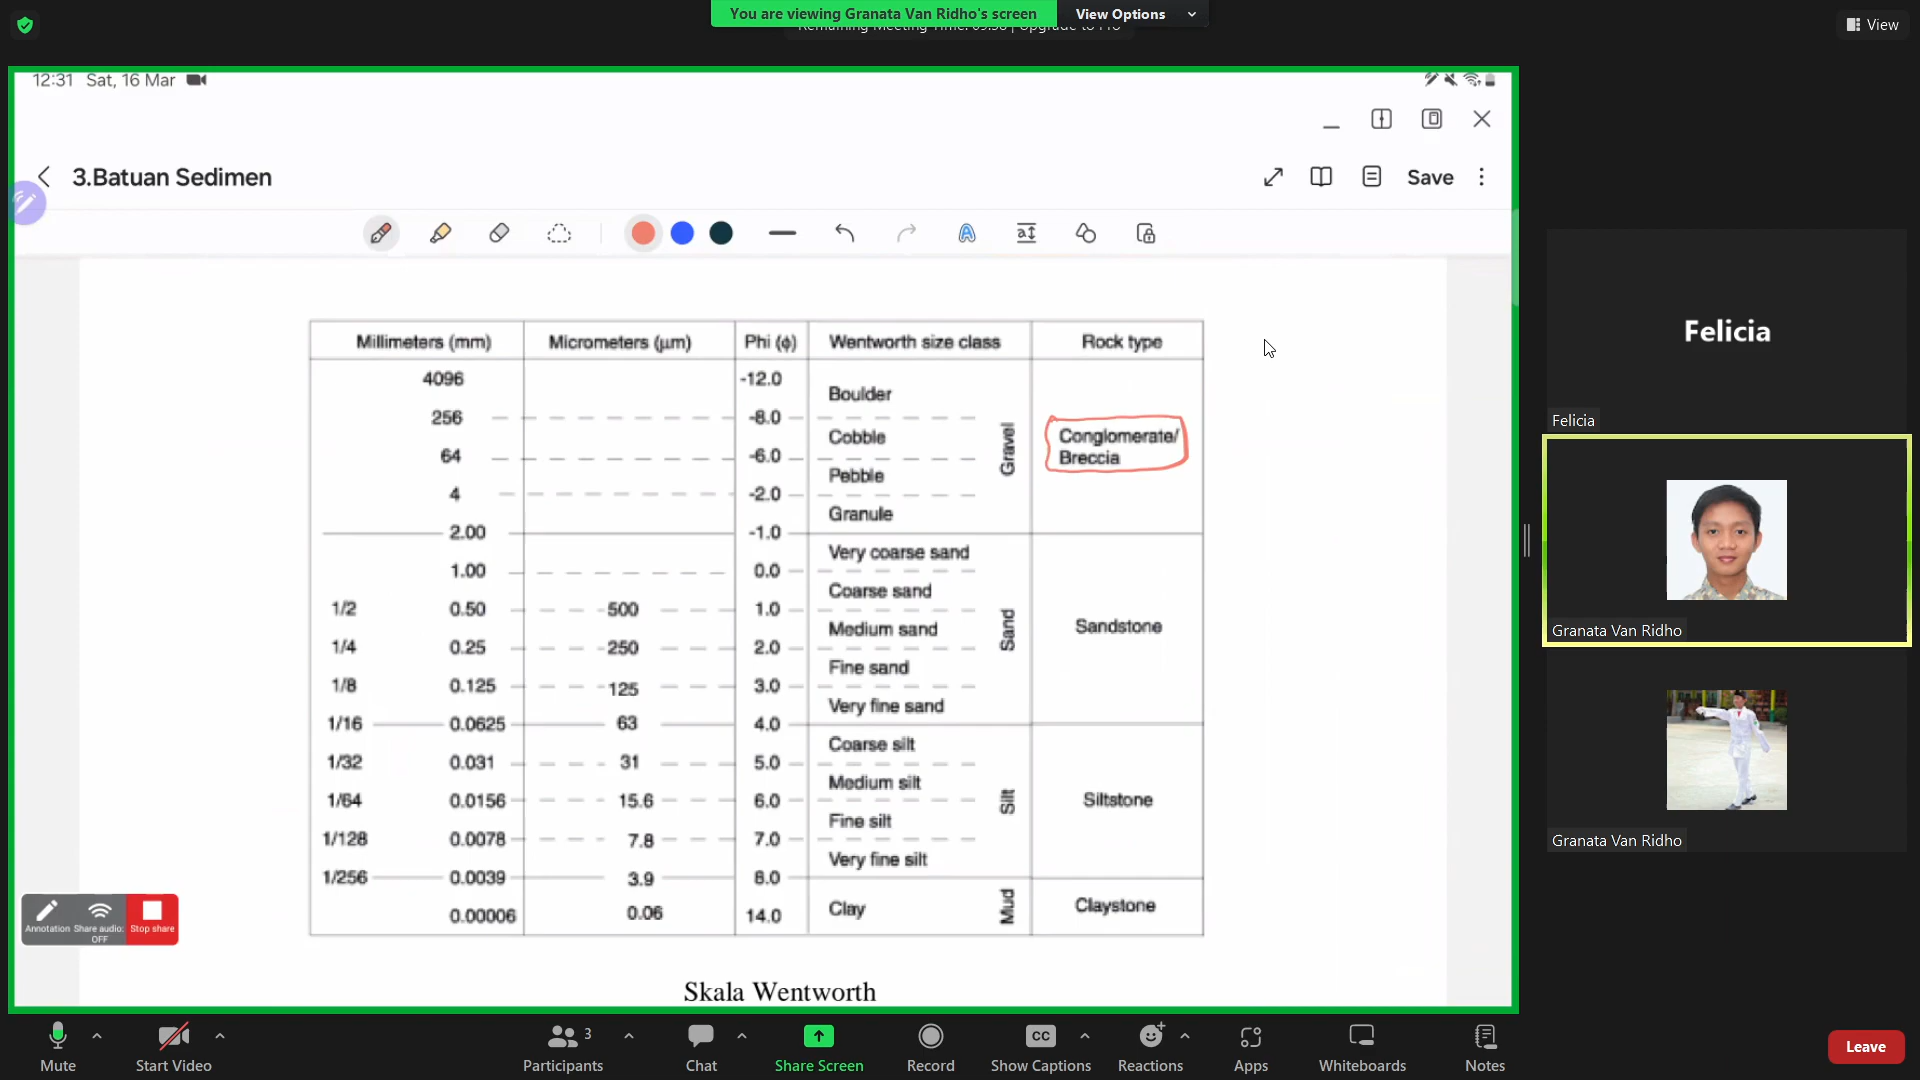 You are viewing Granata Van Ridho's screen
View Options
View
12:31 Sat, 16 Mar
3.Batuan Sedimen
Save
Millimeters (mm) Micrometers (μm) Phi (ϕ) Wentworth size class Rock type
4096 -12.0
Boulder
256 -8.0
Cobble
64 -6.0
Pebble
4 -2.0
Granule
Gravel
Conglomerate/
Breccia
2.00 -1.0
Very coarse sand
1.00 0.0
Coarse sand
1/2 0.50 500 1.0
Medium sand
Sand
Sandstone
1/4 0.25 250 2.0
Fine sand
1/8 0.125 125 3.0
Very fine sand
1/16 0.0625 63 4.0
Coarse silt
1/32 0.031 31 5.0
Medium silt
1/64 0.0156 15.6 6.0
Silt
Siltstone
Fine silt
1/128 0.0078 7.8 7.0
Very fine silt
1/256 0.0039 3.9 8.0
Clay
Mud
Claystone
0.00006 0.06 14.0
Skala Wentworth
Annotation
Share audio:
OFF
Stop share
Felicia
Felicia
Granata Van Ridho
Granata Van Ridho
Mute
Start Video
3
Participants
Chat
Share Screen
Record
CC
Show Captions
Reactions
Apps
Whiteboards
Notes
Leave